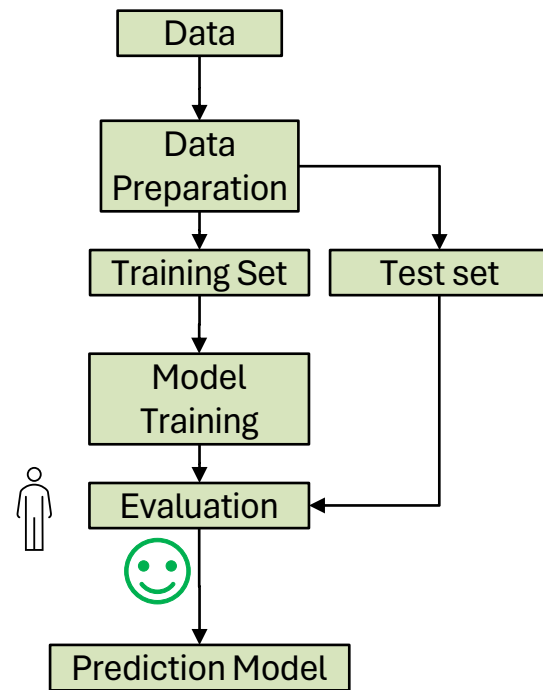 Data
Data
Preparation
Training Set
Test set
Model
Training
Evaluation
Prediction Model